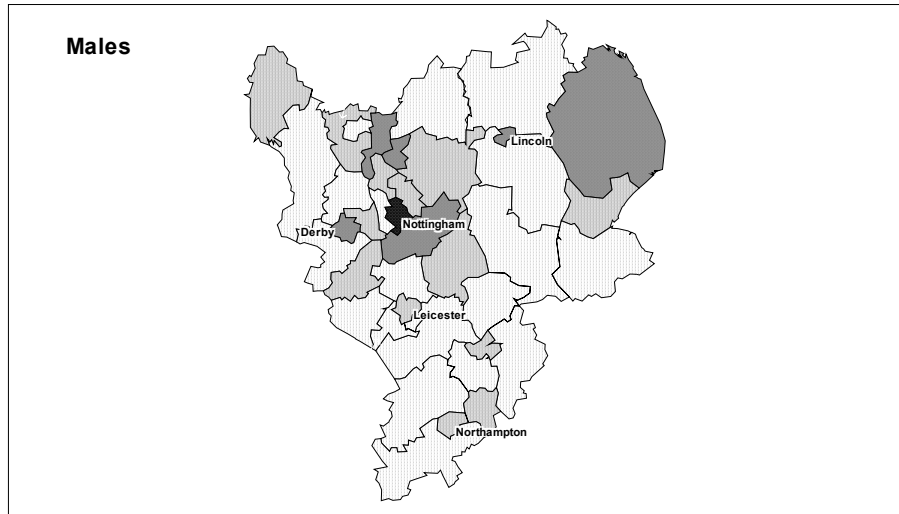 Males
Lincoln
Nottingham
Derby
Leicester
Northampton